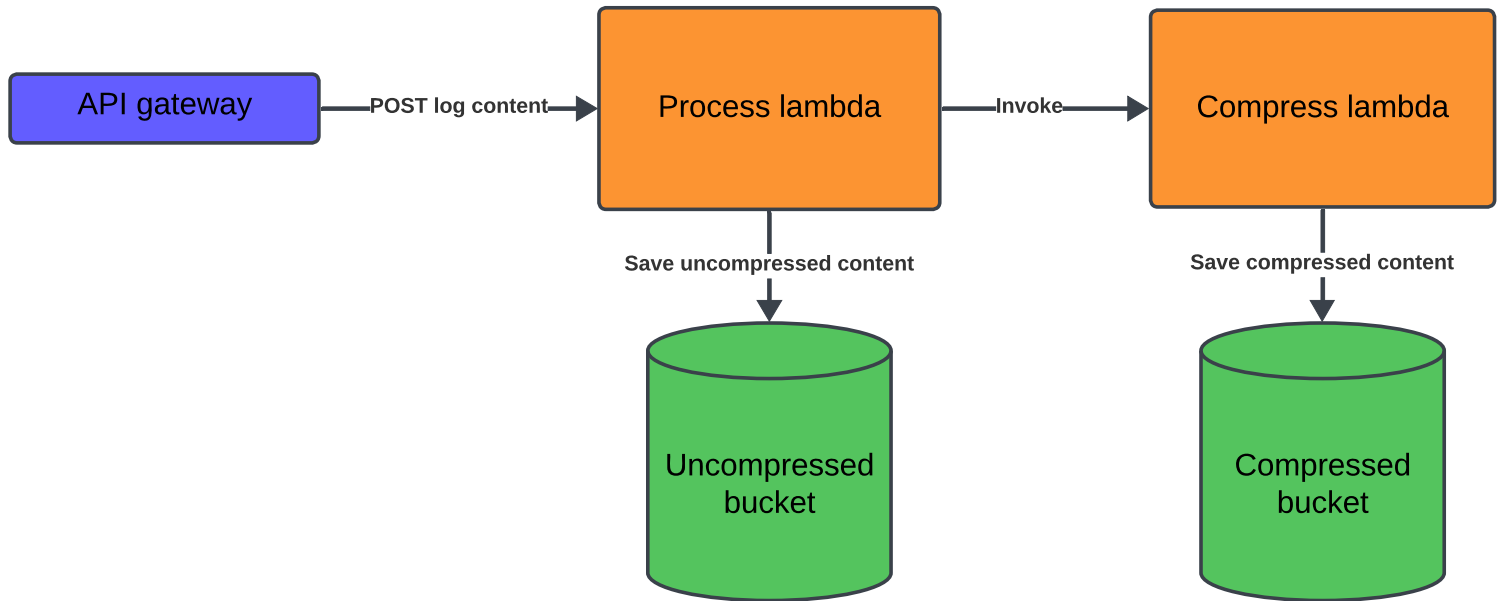 API gateway
POST log content
Process lambda
Invoke
Compress lambda
Save uncompressed content
Save compressed content
Uncompressed
bucket
Compressed
bucket